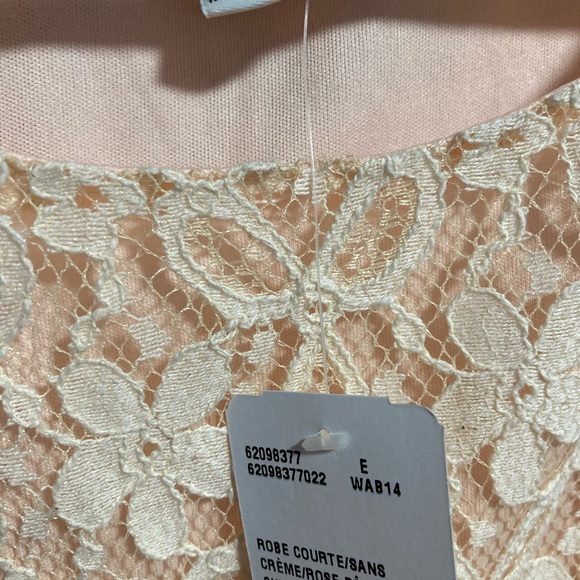 62098377 E
62098377022 WAB14
ROBE COURTE/SANS
CRÈME/ROSE